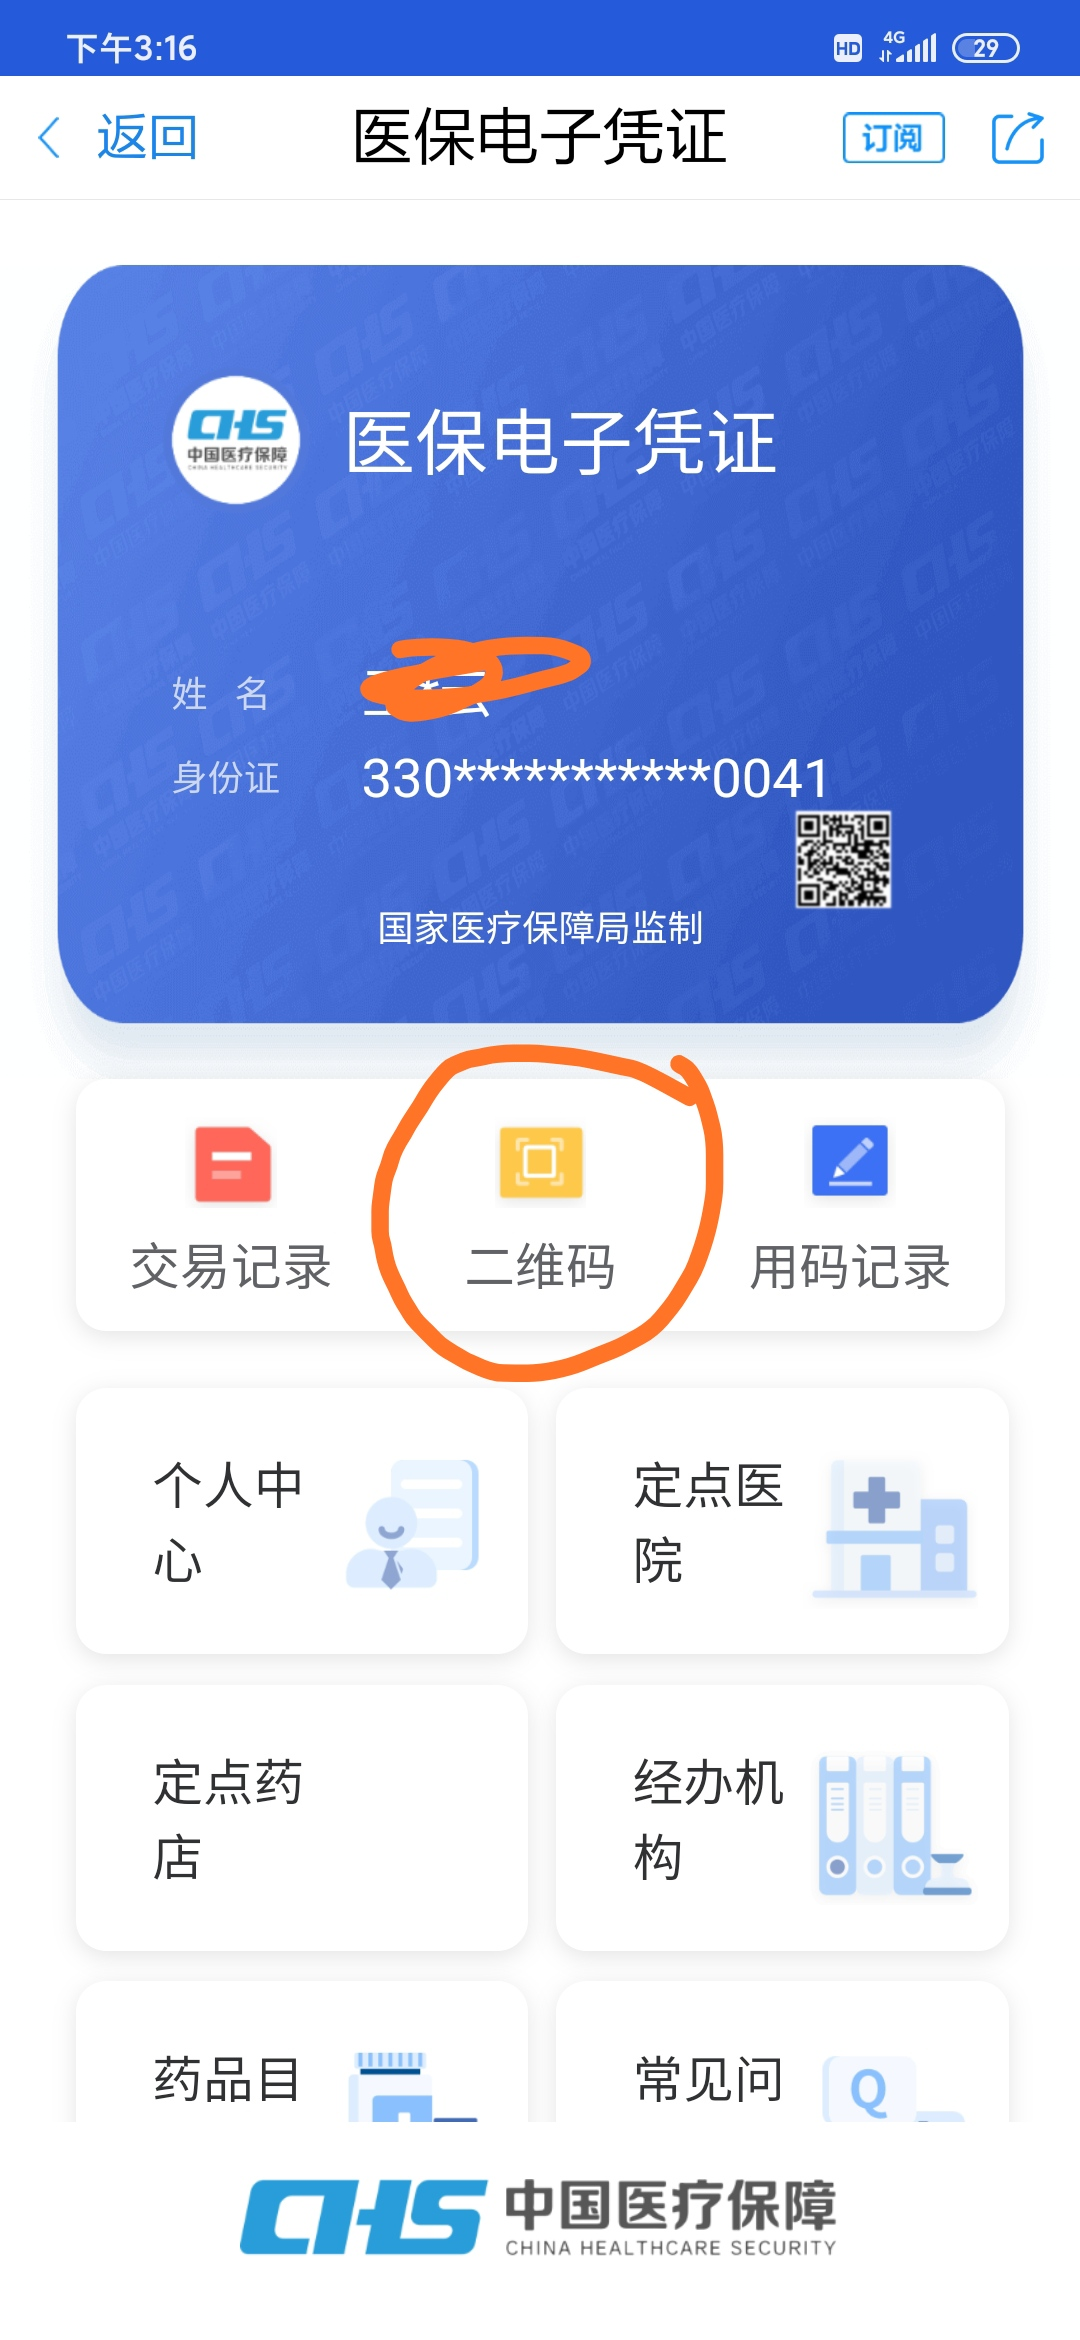 下午3:16
HD 4G 29
返回 医保电子凭证 订阅
CHS
中国医疗保障
CHINA HEALTHCARE SECURITY
医保电子凭证
姓 名
身份证 330***********0041
国家医疗保障局监制
交易记录 二维码 用码记录
个人中
心
定点医
院
定点药
店
经办机
构
药品目 常见问
Q
CHS 中国医疗保障
CHINA HEALTHCARE SECURITY